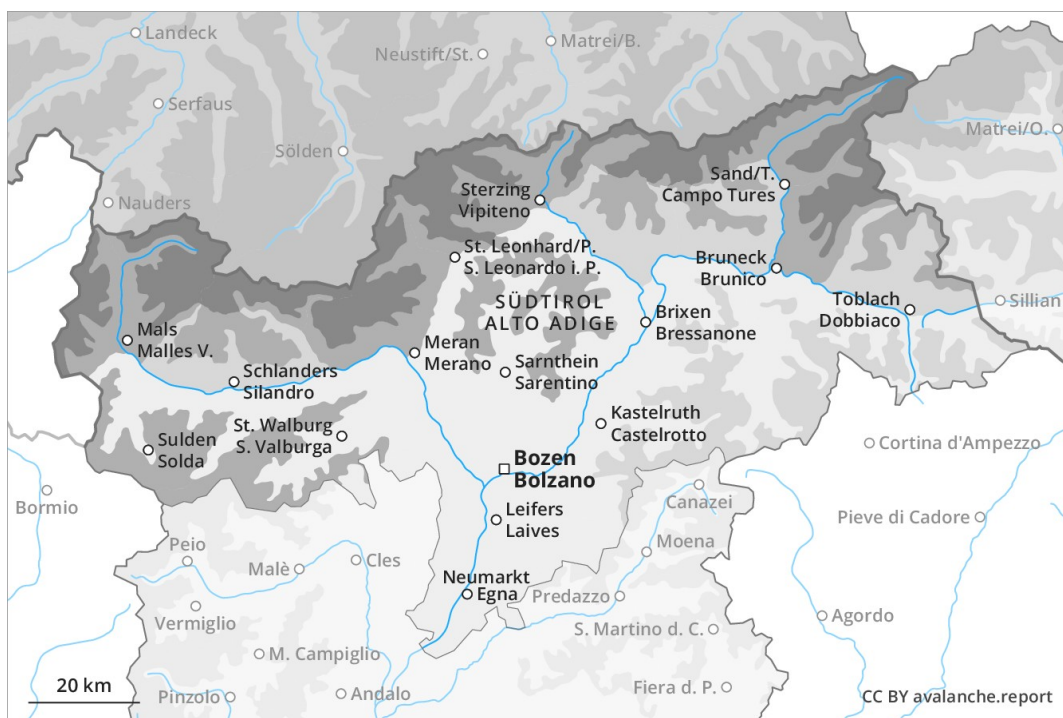 Landeck
Neustift/St.
Matrei/B.
Serfaus
Matrei/O.
Sölden
Nauders
Sterzing
Vipiteno
Sand/T.
Campo Tures
St. Leonhard/P.
S. Leonardo i. P.
Bruneck
Brunico
SÜDTIROL
ALTO ADIGE
Toblach
Dobbiaco
Sillian
Brixen
Bressanone
Mals
Malles V.
Meran
Merano
Sarnthein
Sarentino
Schlanders
Silandro
Kastelruth
Castelrotto
St. Walburg
S. Valburga
Sulden
Solda
Cortina d'Ampezzo
Bozen
Bolzano
Bormio
Canazei
Leifers
Laives
Pieve di Cadore
Moena
Peio
Malè
Cles
Neumarkt
Egna
Predazzo
Vermiglio
Agordo
S. Martino d. C.
M. Campiglio
20 km
Pinzolo
Andalo
Fiera d. P.
CC BY avalanche.report